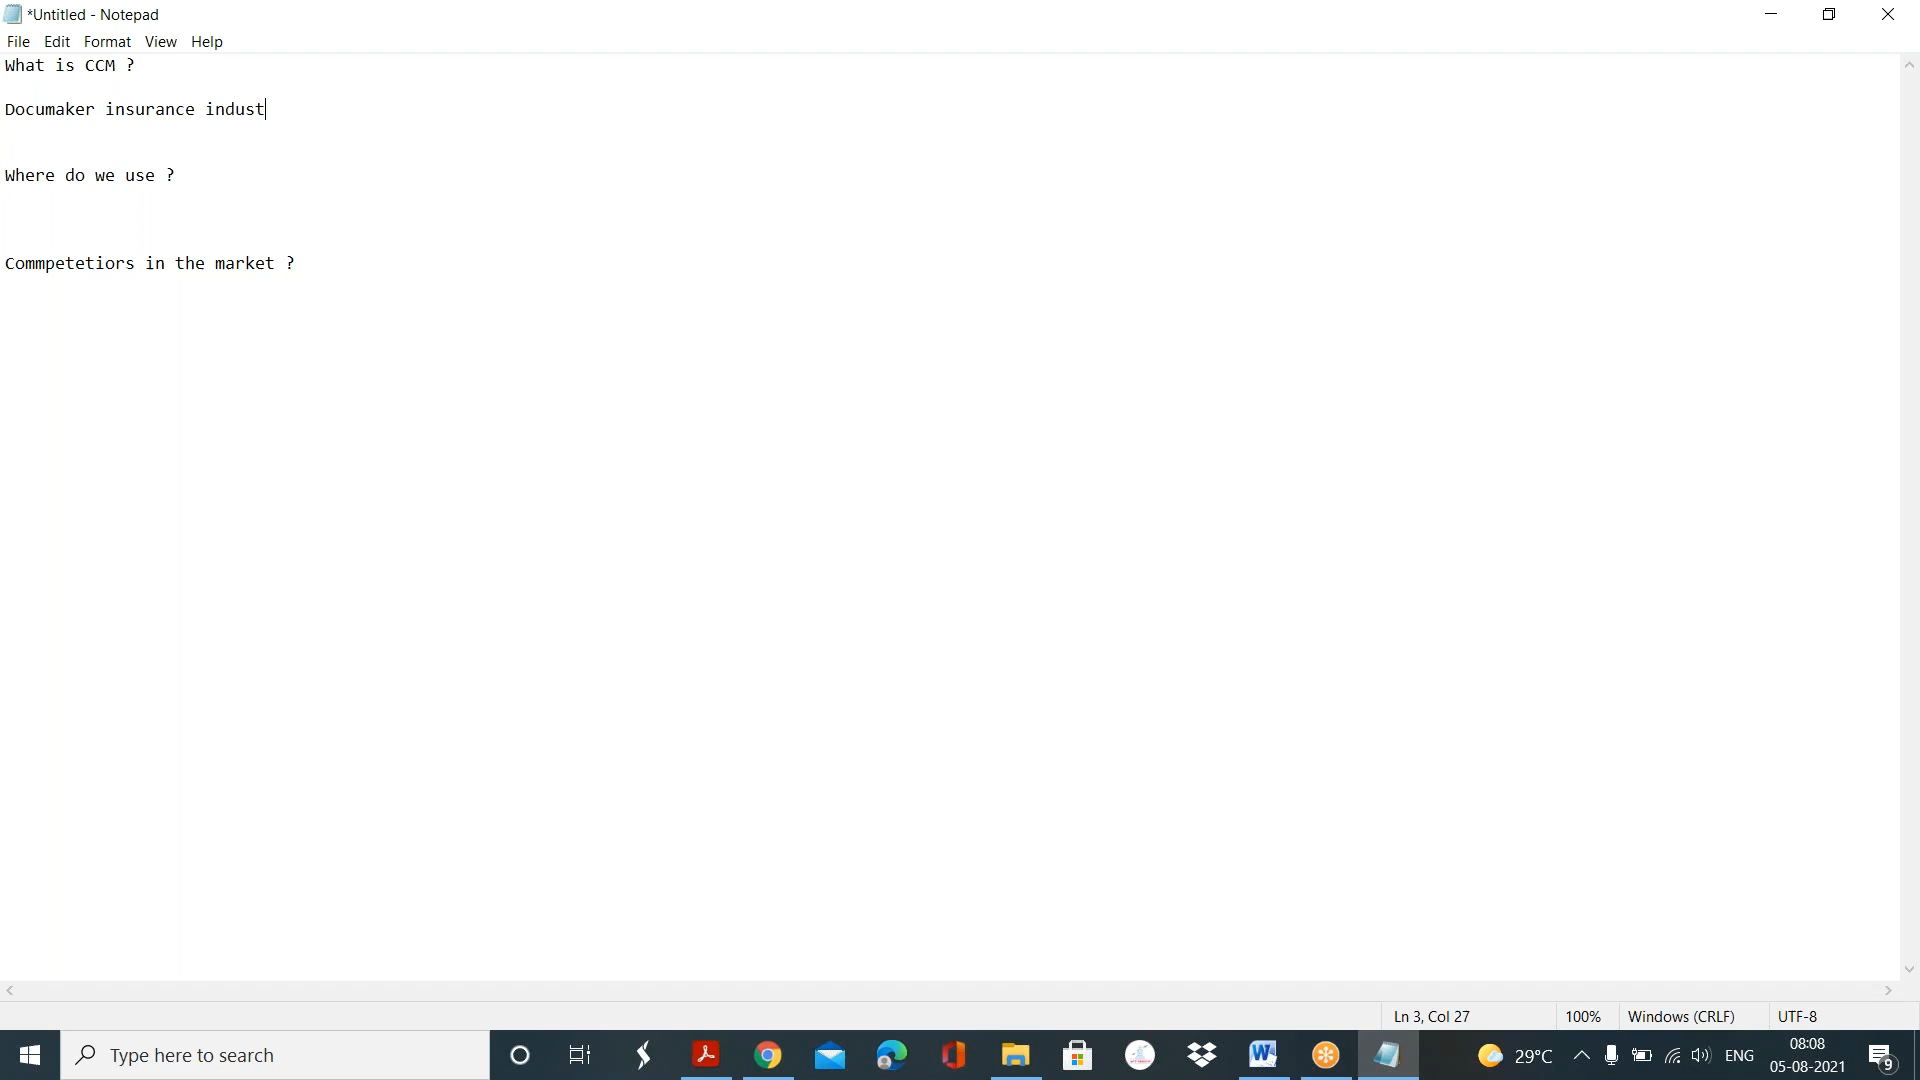 *Untitled - Notepad
File Edit Format View Help
What is CCM ?
Documaker insurance indust
Where do we use ?
Commpetetiors in the market ?
Ln 3, Col 27 100% Windows (CRLF) UTF-8
Type here to search
29°C ENG 08:08
05-08-2021 9